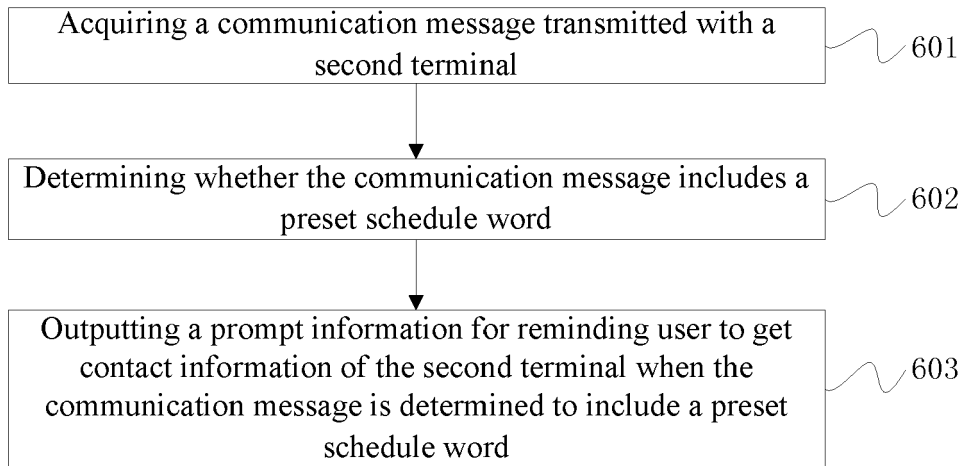 Acquiring a communication message transmitted with a
second terminal
601
Determining whether the communication message includes a
preset schedule word
602
Outputting a prompt information for reminding user to get
contact information of the second terminal when the
communication message is determined to include a preset
schedule word
603